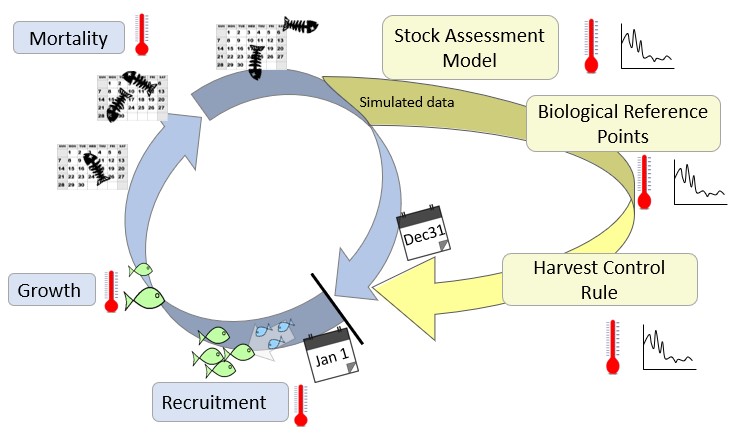 Mortality
Stock Assessment
Model
Simulated data
Biological Reference
Points
Dec31
Growth
Harvest Control
Rule
Jan 1
Recruitment